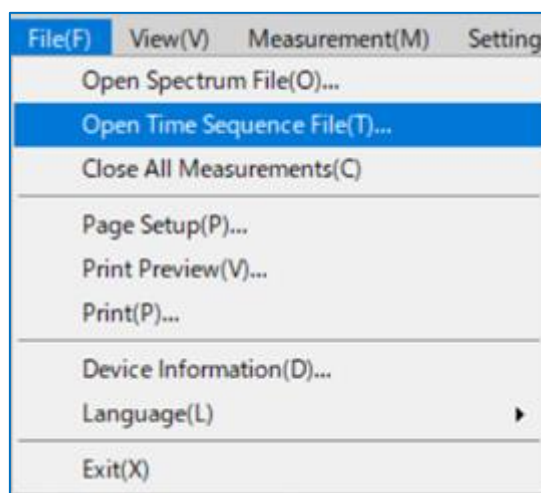 File(F) View(V) Measurement(M) Setting
Open Spectrum File(O)...
Open Time Sequence File(T)...
Close All Measurements(C)
Page Setup(P)...
Print Preview(V)...
Print(P)...
Device Information(D)...
Language(L)
Exit(X)